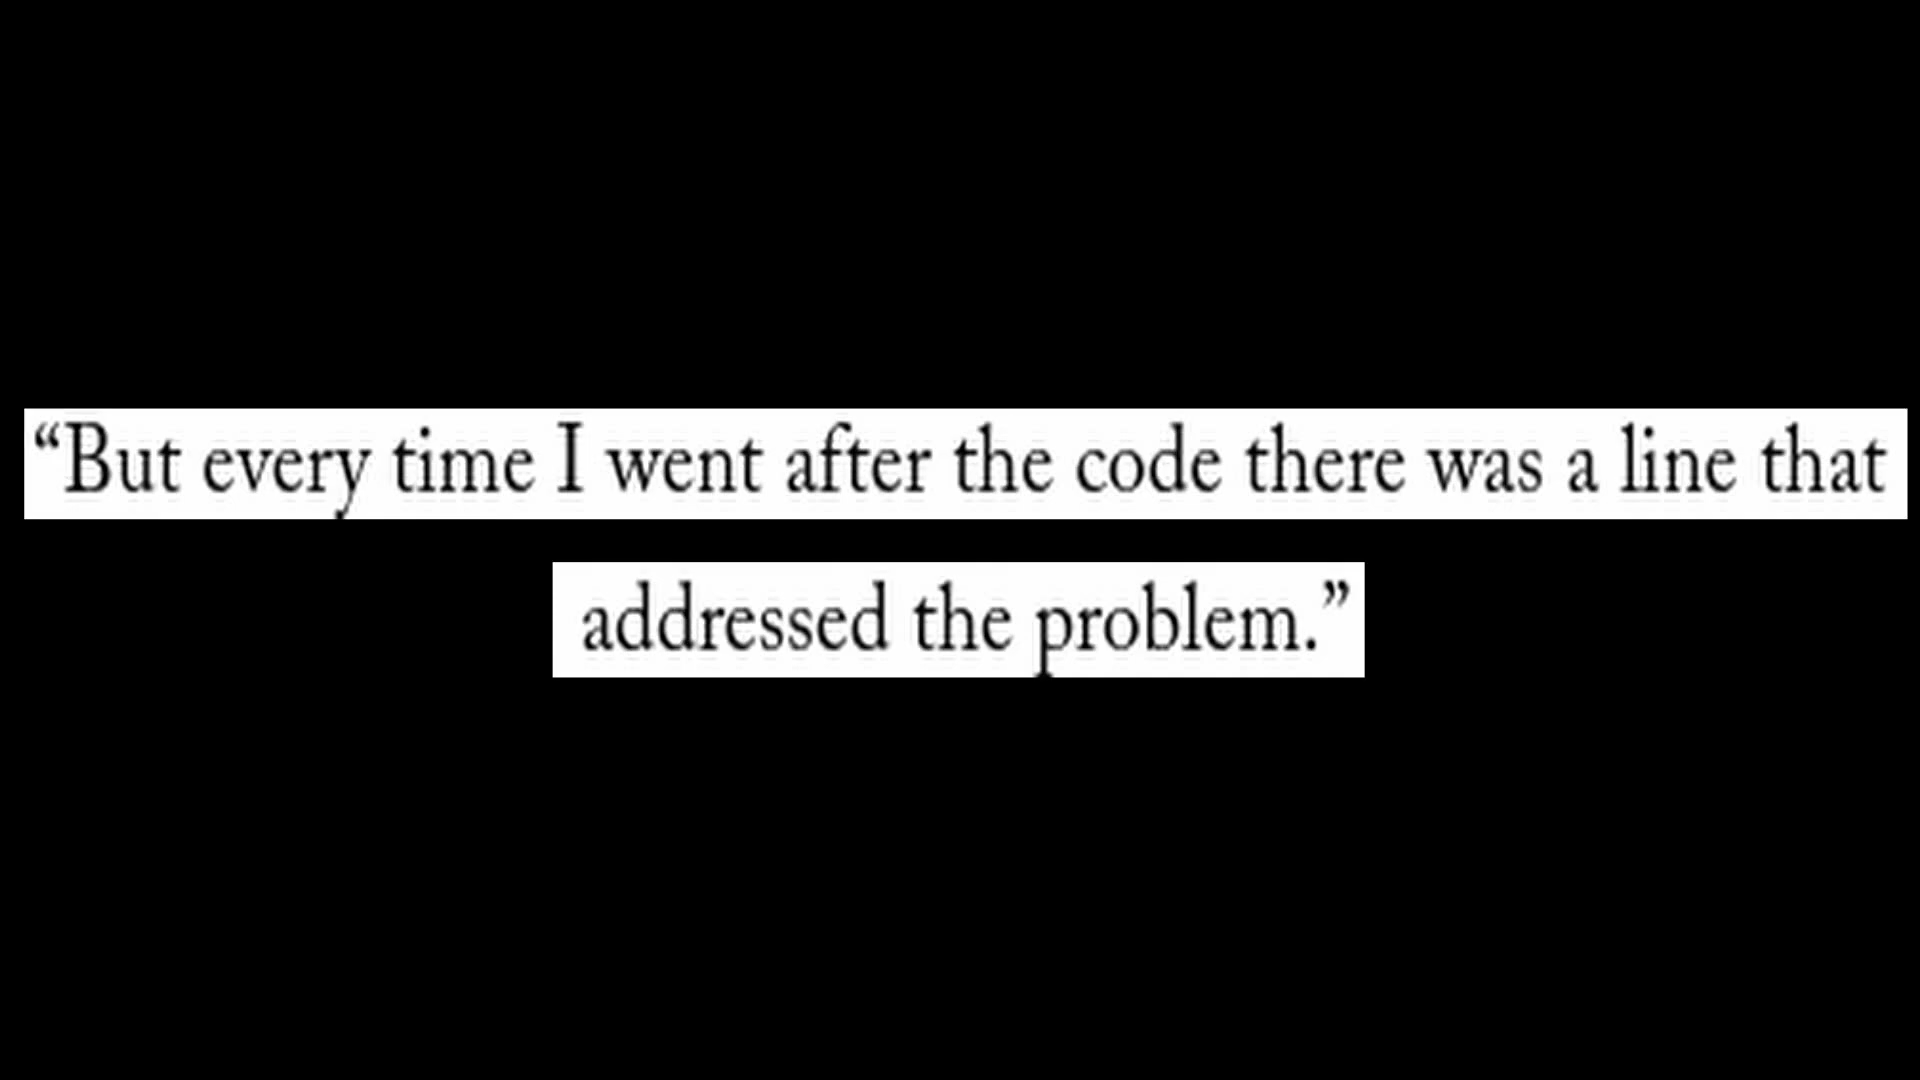 “But every time I went after the code there was a line that
addressed the problem.”